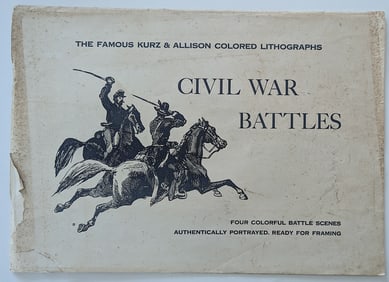 THE FAMOUS KURZ & ALLISON COLORED LITHOGRAPHS
CIVIL WAR
BATTLES
FOUR COLORFUL BATTLE SCENES
AUTHENTICALLY PORTRAYED. READY FOR FRAMING